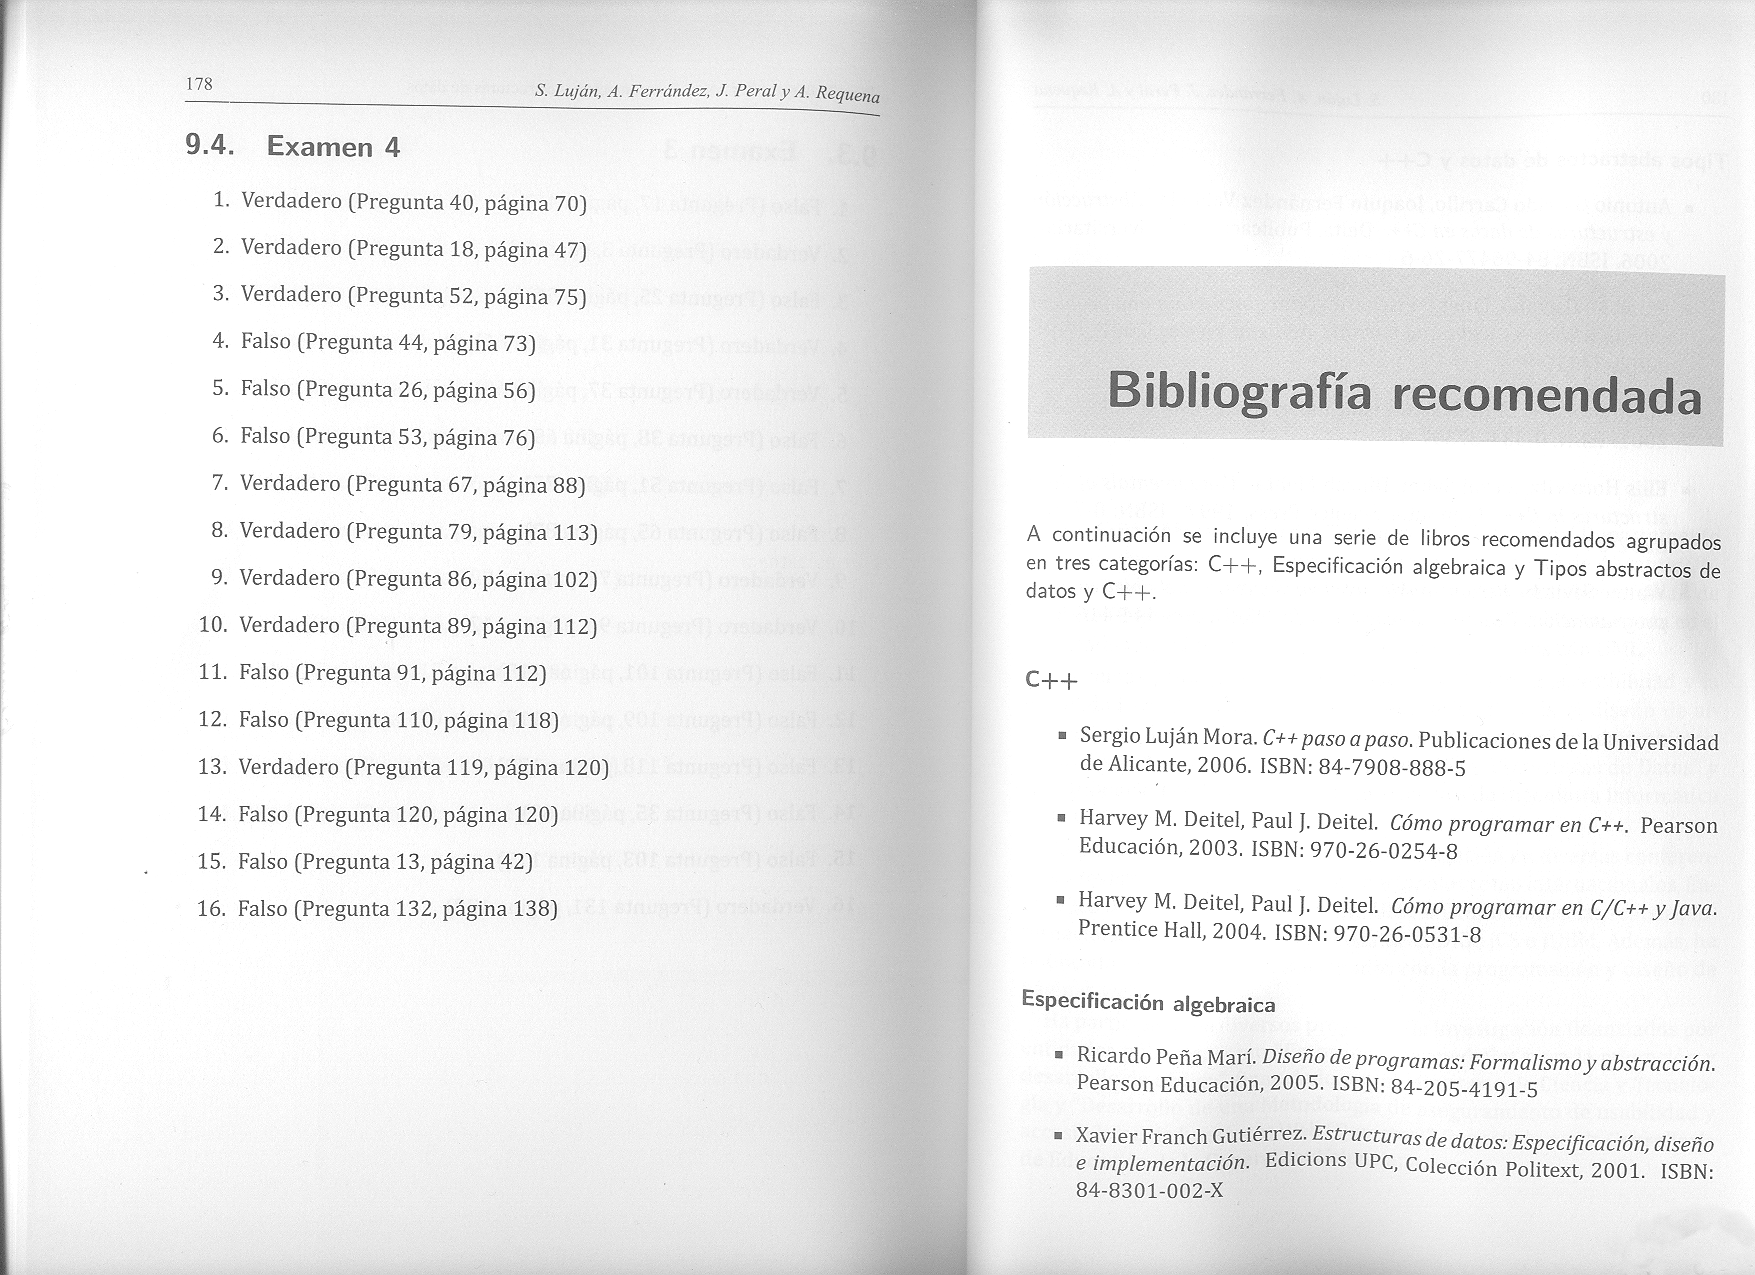 178
S. Luján, A. Ferrández, J. Peral y A. Requena
9.4. Examen 4
1. Verdadero (Pregunta 40, página 70)
2. Verdadero (Pregunta 18, página 47)
3. Verdadero (Pregunta 52, página 75)
4. Falso (Pregunta 44, página 73)
5. Falso (Pregunta 26, página 56)
6. Falso (Pregunta 53, página 76)
7. Verdadero (Pregunta 67, página 88)
8. Verdadero (Pregunta 79, página 113)
9. Verdadero (Pregunta 86, página 102)
10. Verdadero (Pregunta 89, página 112)
11. Falso (Pregunta 91, página 112)
12. Falso (Pregunta 110, página 118)
13. Verdadero (Pregunta 119, página 120)
14. Falso (Pregunta 120, página 120)
15. Falso (Pregunta 13, página 42)
16. Falso (Pregunta 132, página 138)
Bibliografía recomendada
A continuación se incluye una serie de libros recomendados agrupados
en tres categorías: C++, Especificación algebraica y Tipos abstractos de
datos y C++.
C++
▪ Sergio Luján Mora. C++ paso a paso. Publicaciones de la Universidad
de Alicante, 2006. ISBN: 84-7908-888-5
▪ Harvey M. Deitel, Paul J. Deitel. Cómo programar en C++. Pearson
Educación, 2003. ISBN: 970-26-0254-8
▪ Harvey M. Deitel, Paul J. Deitel. Cómo programar en C/C++ y Java.
Prentice Hall, 2004. ISBN: 970-26-0531-8
Especificación algebraica
▪ Ricardo Peña Marí. Diseño de programas: Formalismo y abstracción.
Pearson Educación, 2005. ISBN: 84-205-4191-5
▪ Xavier Franch Gutiérrez. Estructuras de datos: Especificación, diseño
e implementación. Edicions UPC, Colección Politext, 2001. ISBN:
84-8301-002-X